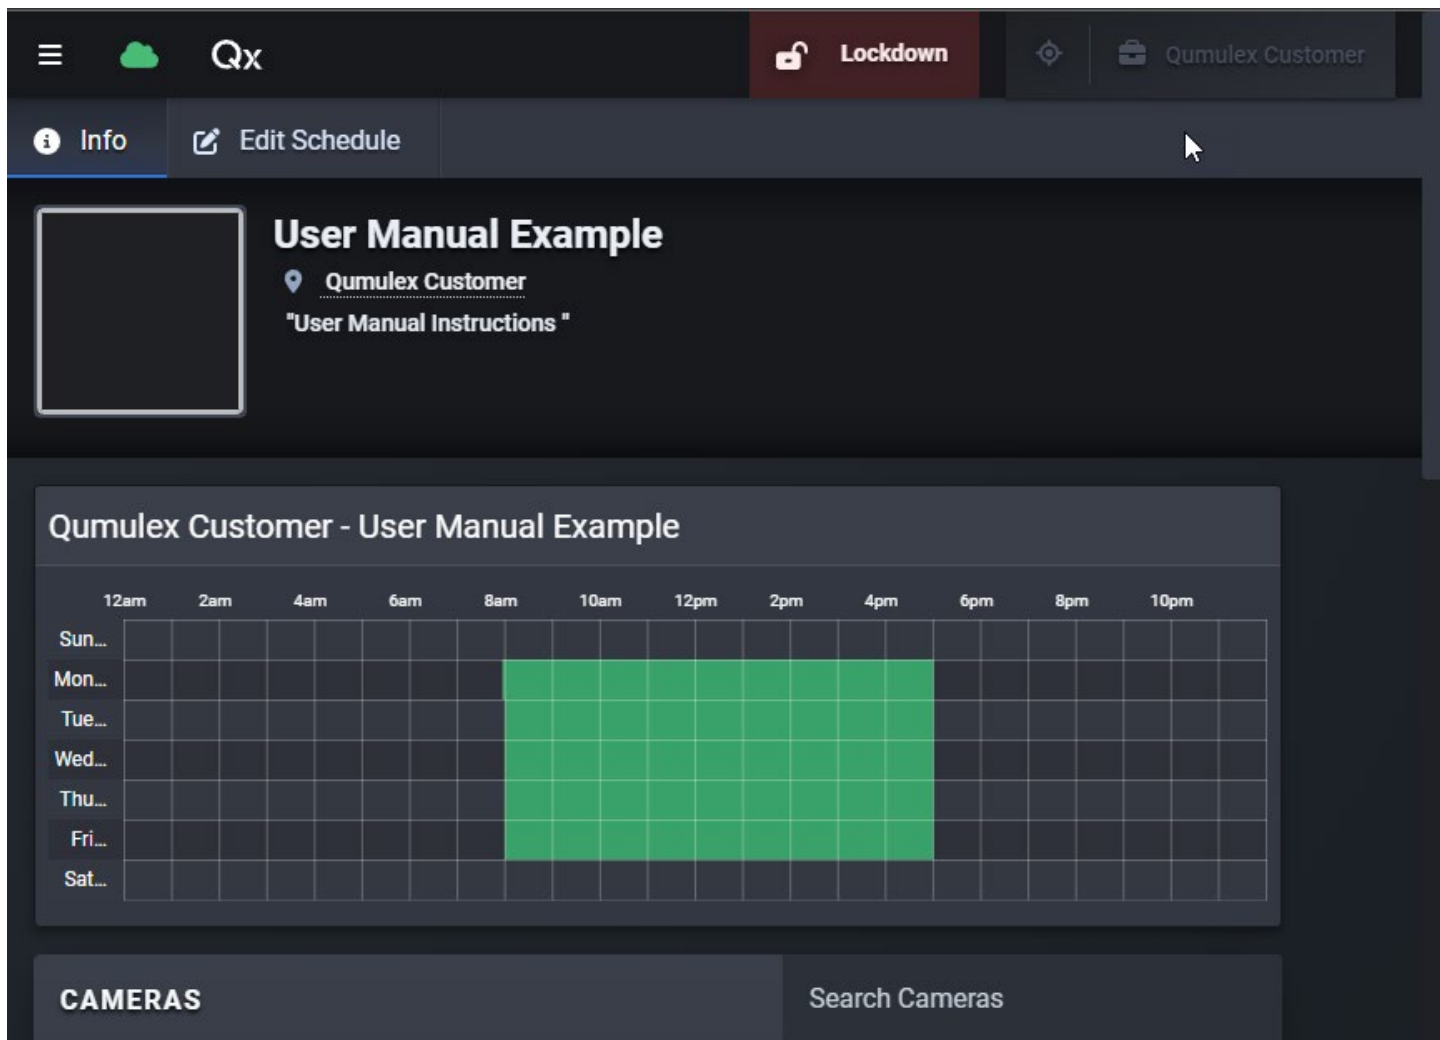 Qx
Lockdown
Qumulex Customer
Info
Edit Schedule
User Manual Example
Qumulex Customer
"User Manual Instructions "
Qumulex Customer - User Manual Example
12am 2am 4am 6am 8am 10am 12pm 2pm 4pm 6pm 8pm 10pm
Sun...
Mon...
Tue...
Wed...
Thu...
Fri...
Sat...
CAMERAS
Search Cameras